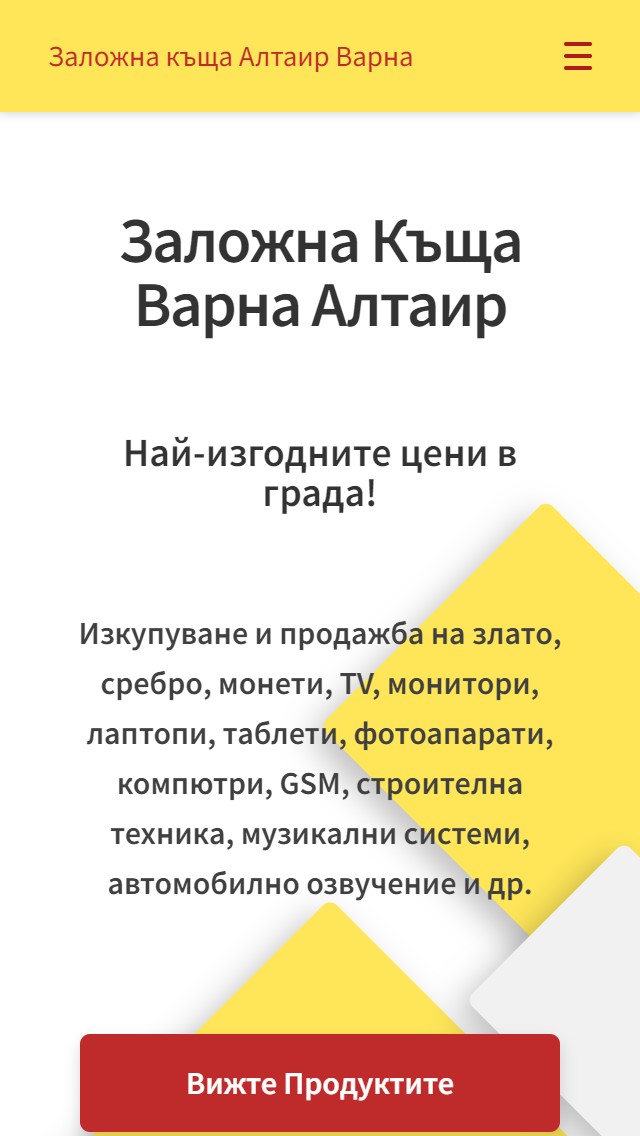 Заложна къща Алтаир Варна
Заложна Къща
Варна Алтаир
Най-изгодните цени в
града!
Изкупуване и продажба на злато,
сребро, монети, TV, монитори,
лаптопи, таблети, фотоапарати,
компютри, GSM, строителна
техника, музикални системи,
автомобилно озвучение и др.
Вижте Продуктите